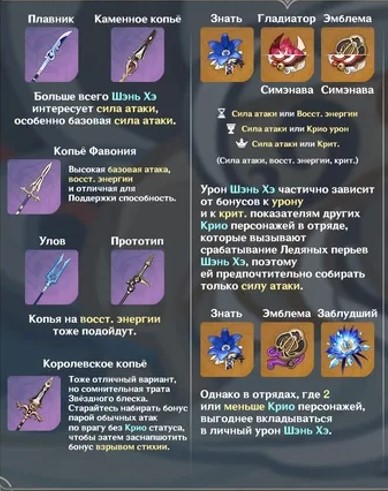 Плавник Каменное копьё
Больше всего Шэнь Хэ
интересует сила атаки,
особенно базовая сила атаки.
Копьё Фавония
Высокая базовая атака,
восст. энергии
и отличная для
Поддержки способность.
Улов Прототип
Копья на восст. энергии
тоже подойдут.
Королевское копьё
Тоже отличный вариант,
но сомнительная трата
Звёздного блеска.
Старайтесь набирать бонус
парой обычных атак
по врагу без Крио статуса,
чтобы затем заснапшотить
бонус взрывом стихии.
Знать Гладиатор Эмблема
Симэнава Симэнава
Сила атаки или Восст. энергии
Сила атаки или Крио урон
Сила атаки или Крит.
(Сила атаки, восст. энергии, крит.)
Урон Шэнь Хэ частично зависит
от бонусов к урону
и к крит. показателям других
Крио персонажей в отряде,
которые вызывают
срабатывание Ледяных перьев
Шэнь Хэ, поэтому
ей предпочтительно собирать
только силу атаки.
Знать Эмблема Заблудший
Однако в отрядах, где 2
или меньше Крио персонажей,
выгоднее вкладываться
в личный урон Шэнь Хэ.